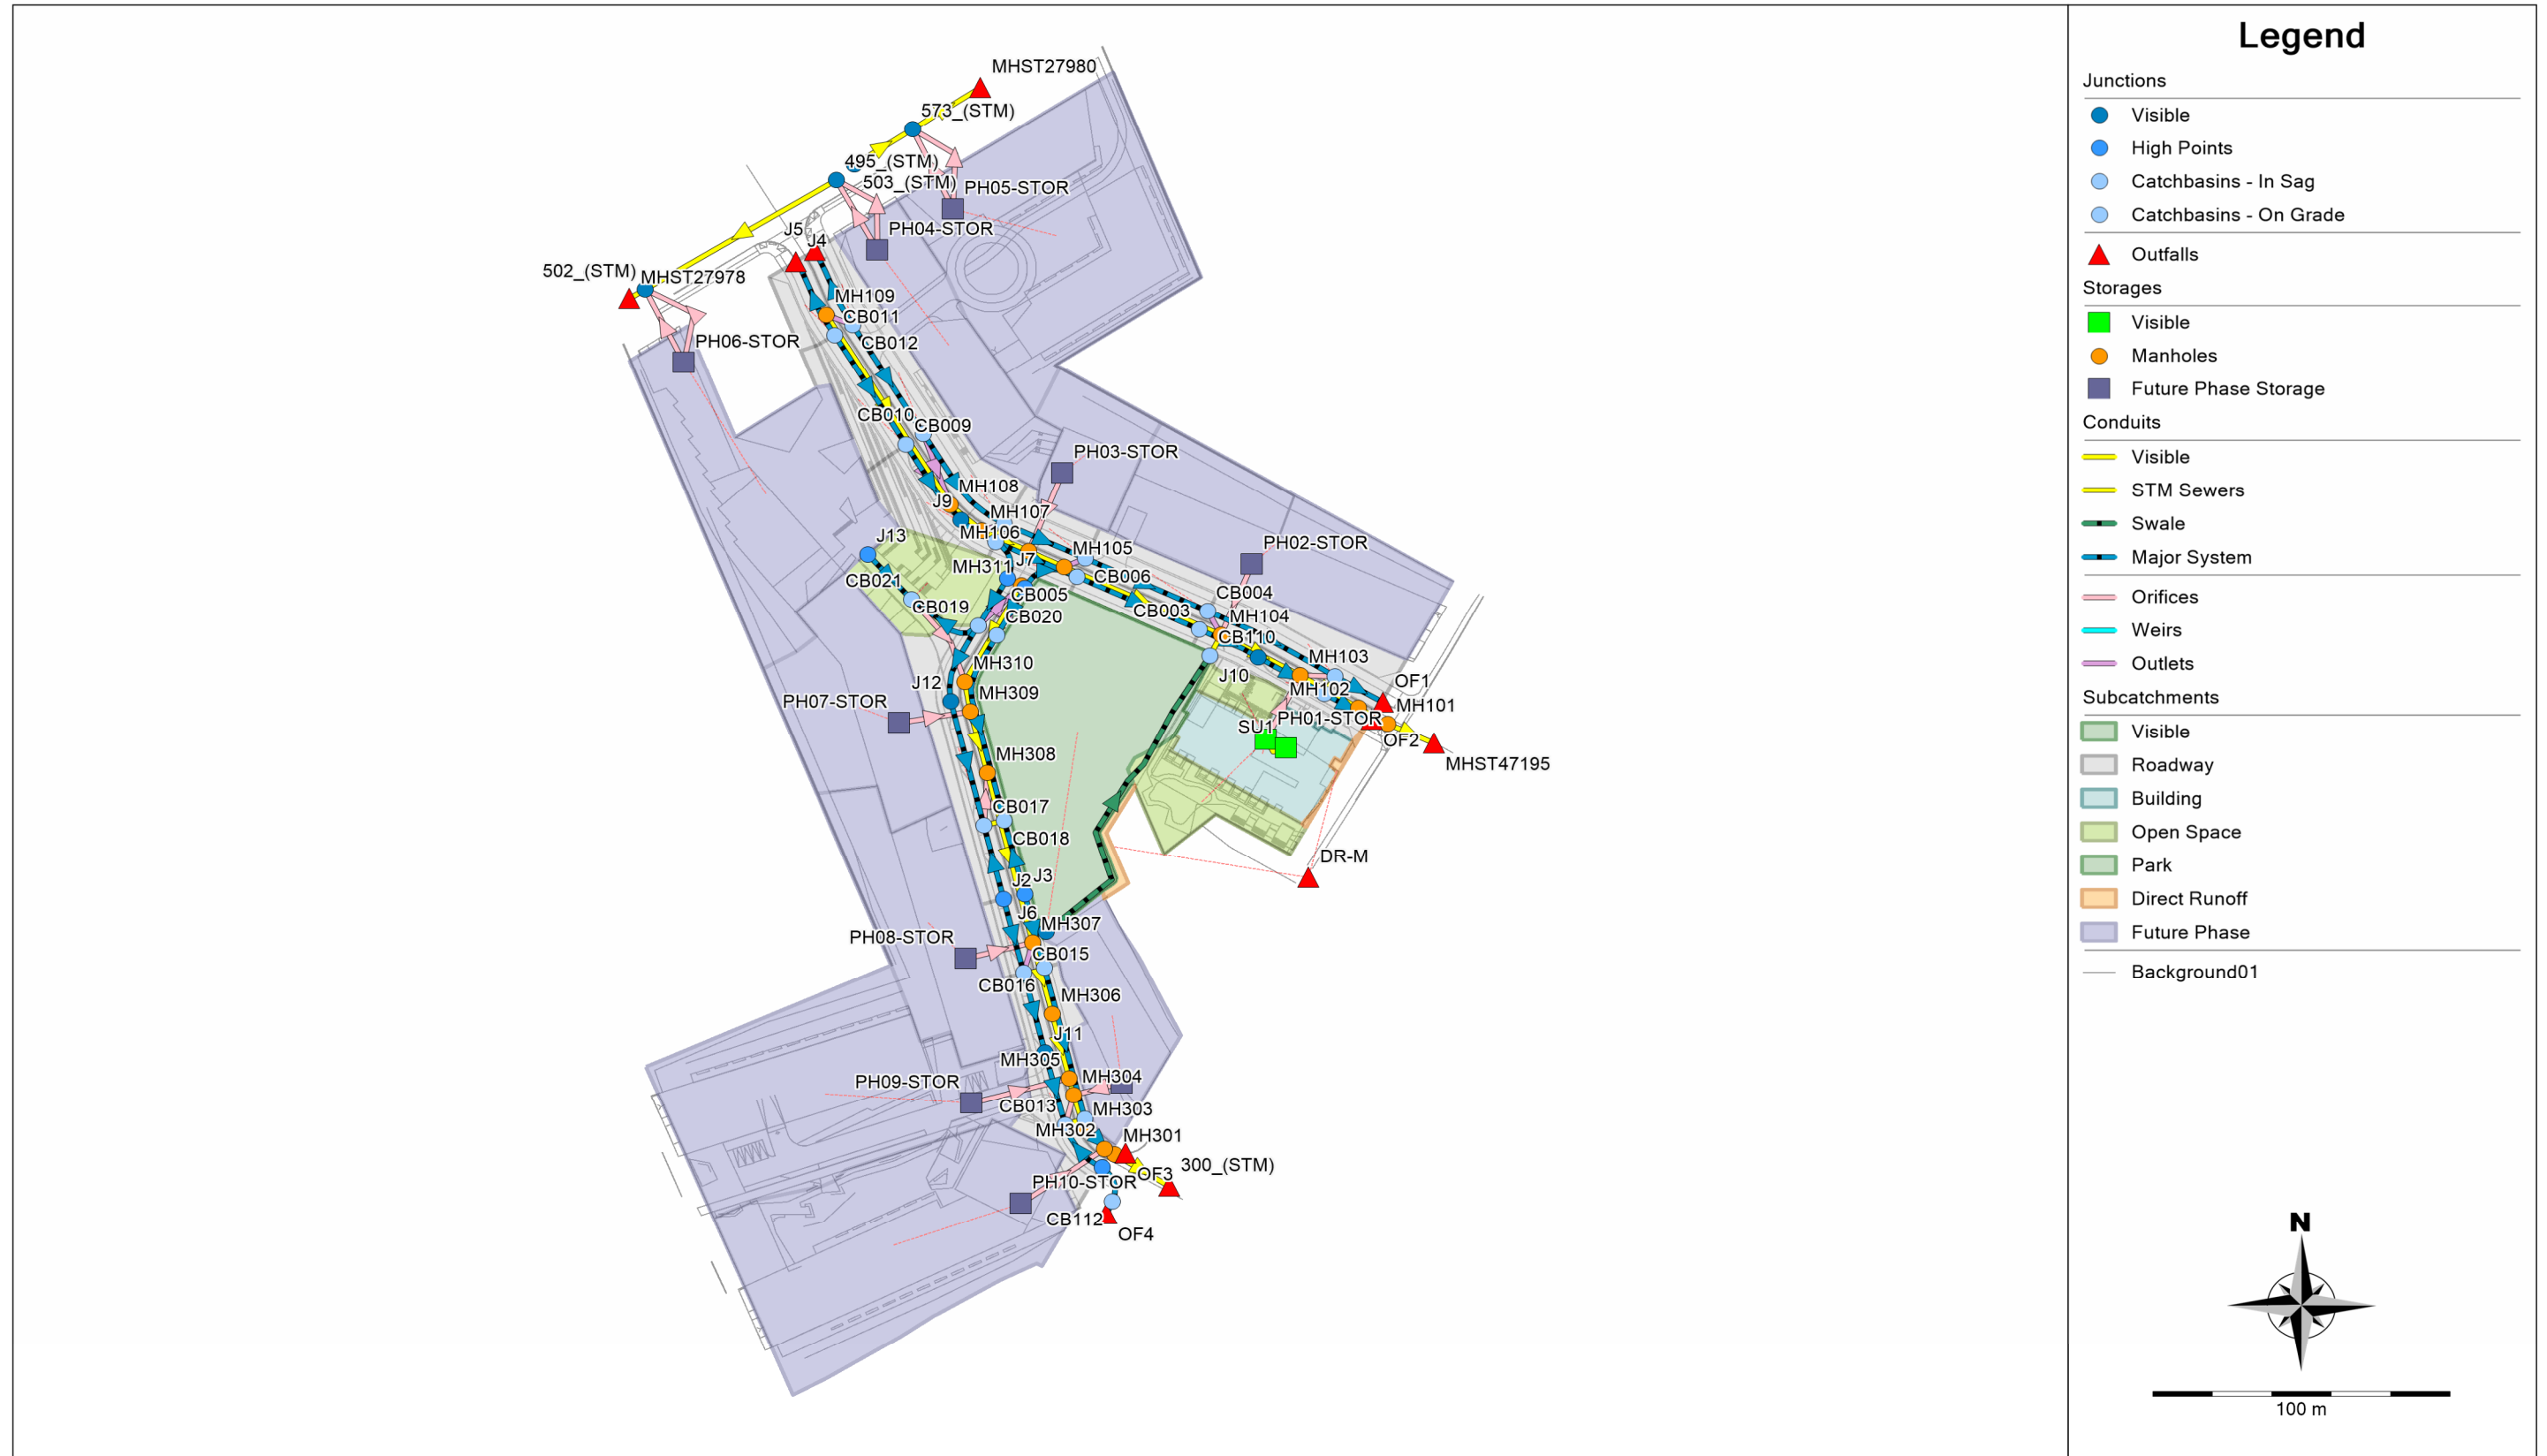 MHST27980
573_(STM)
495_(STM)
503_(STM)
PH05-STOR
PH04-STOR
J5
J4
502_(STM)
MHST27978
MH109
CB011
CB012
PH06-STOR
CB010
CB009
PH03-STOR
MH108
J9
MH107
MH106
J13
MH105
J7
MH311
PH02-STOR
CB021
CB006
CB005
CB019
CB020
CB003
CB004
MH104
CB110
MH310
MH103
J12
MH309
J10
MH102
OF1
PH07-STOR
MH101
PH01-STOR
SU1
OF2
MH308
MHST47195
CB017
CB018
DR-M
J2
J3
J6
MH307
PH08-STOR
CB015
CB016
MH306
J11
MH305
MH304
PH09-STOR
CB013
MH303
MH302
MH301
300_(STM)
OF3
PH10-STOR
CB112
OF4
Legend
Junctions
Visible
High Points
Catchbasins - In Sag
Catchbasins - On Grade
Outfalls
Storages
Visible
Manholes
Future Phase Storage
Conduits
Visible
STM Sewers
Swale
Major System
Orifices
Weirs
Outlets
Subcatchments
Visible
Roadway
Building
Open Space
Park
Direct Runoff
Future Phase
Background01
N
100 m